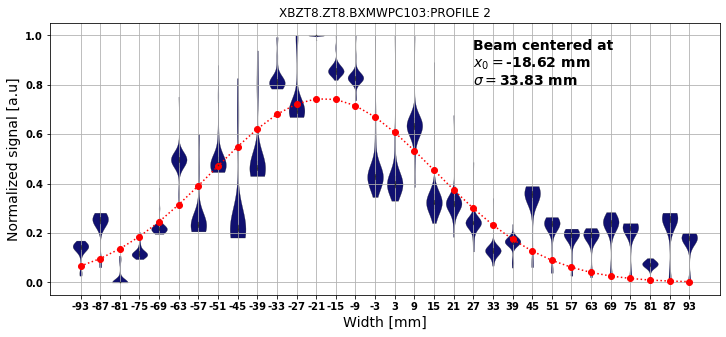 XBZT8.ZT8.BXMWPC103:PROFILE 2
Normalized signal [a.u]
1.0
0.8
0.6
0.4
0.2
0.0
Beam centered at
x₀ = -18.62 mm
σ = 33.83 mm
-93 -87 -81 -75 -69 -63 -57 -51 -45 -39 -33 -27 -21 -15 -9 -3 3 9 15 21 27 33 39 45 51 57 63 69 75 81 87 93
Width [mm]